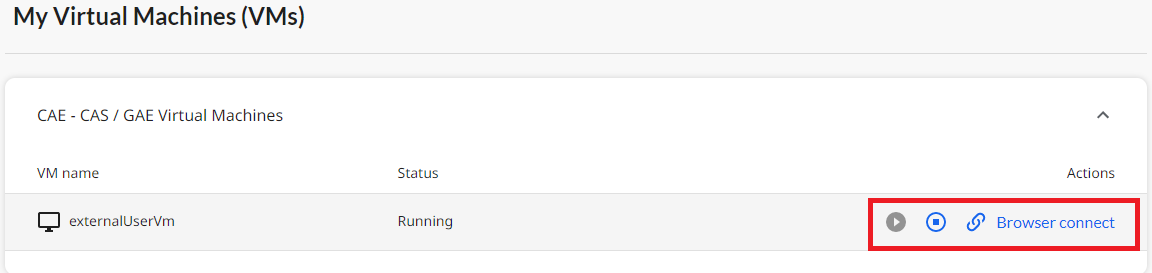 My Virtual Machines (VMs)
CAE - CAS / GAE Virtual Machines
VM name Status Actions
externalUserVm Running Browser connect